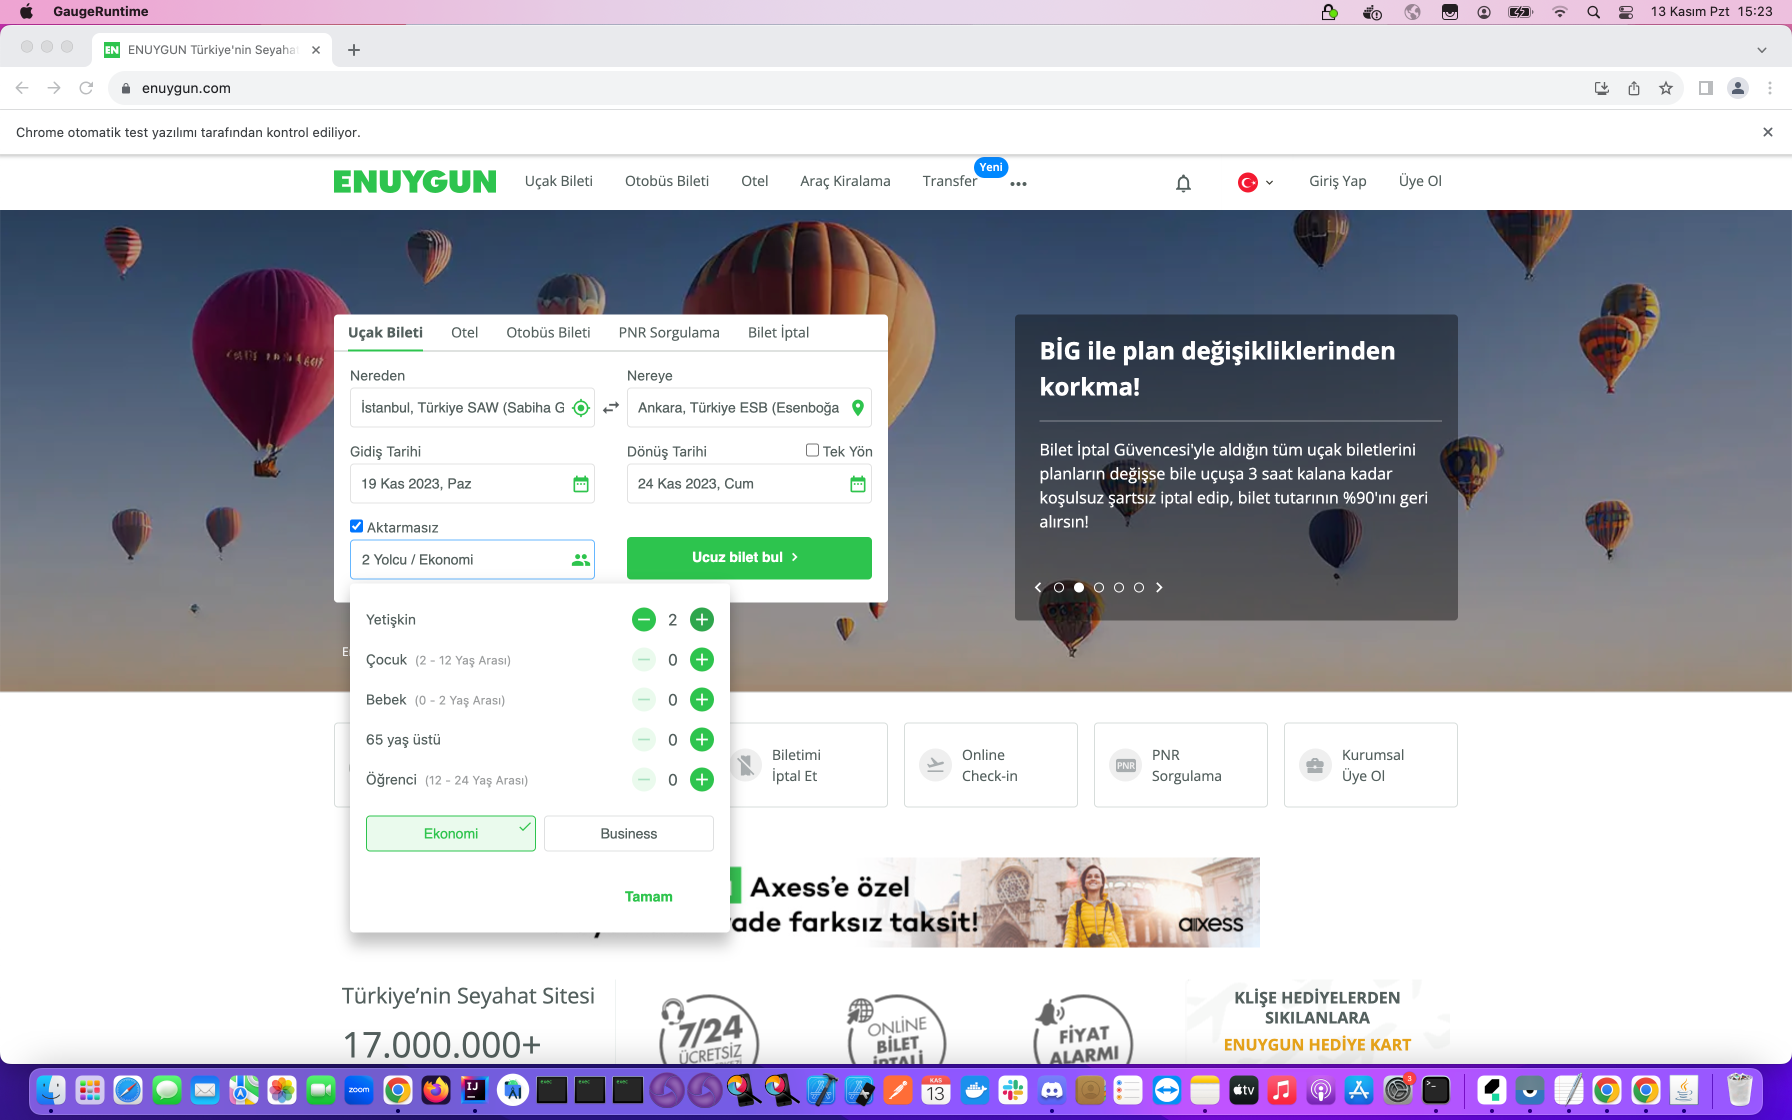 GaugeRuntime
13 Kasım Pzt 15:23
EN ENUYGUN Türkiye'nin Seyaha
enuygun.com
Chrome otomatik test yazılımı tarafından kontrol ediliyor.
ENUYGUN
Uçak Bileti
Otobüs Bileti
Otel
Araç Kiralama
Transfer
Yeni
Giriş Yap
Üye Ol
Uçak Bileti
Otel
Otobüs Bileti
PNR Sorgulama
Bilet İptal
Nereden
Nereye
İstanbul, Türkiye SAW (Sabiha G
Ankara, Türkiye ESB (Esenboğa
Gidiş Tarihi
Dönüş Tarihi
Tek Yön
19 Kas 2023, Paz
24 Kas 2023, Cum
Aktarmasız
2 Yolcu / Ekonomi
Ucuz bilet bul
Yetişkin
2
Çocuk (2 - 12 Yaş Arası)
0
Bebek (0 - 2 Yaş Arası)
0
65 yaş üstü
0
Öğrenci (12 - 24 Yaş Arası)
0
Ekonomi
Business
Tamam
BİG ile plan değişikliklerinden
korkma!
Bilet İptal Güvencesi'yle aldığın tüm uçak biletlerini
planların değişse bile uçuşa 3 saat kalana kadar
koşulsuz şartsız iptal edip, bilet tutarının %90'ını geri
alırsın!
Biletimi
İptal Et
Online
Check-in
PNR
PNR
Sorgulama
Kurumsal
Üye Ol
Axess'e özel
ade farksız taksit!
axess
Türkiye'nin Seyahat Sitesi
17.000.000+
7/24
ÜCRETSİZ
ONLİNE
BİLET
İPTALİ
FİYAT
ALARMI
KLİŞE HEDİYELERDEN
SIKILANLARA
ENUYGUN HEDİYE KART
zoom
KAS
13
tv
3